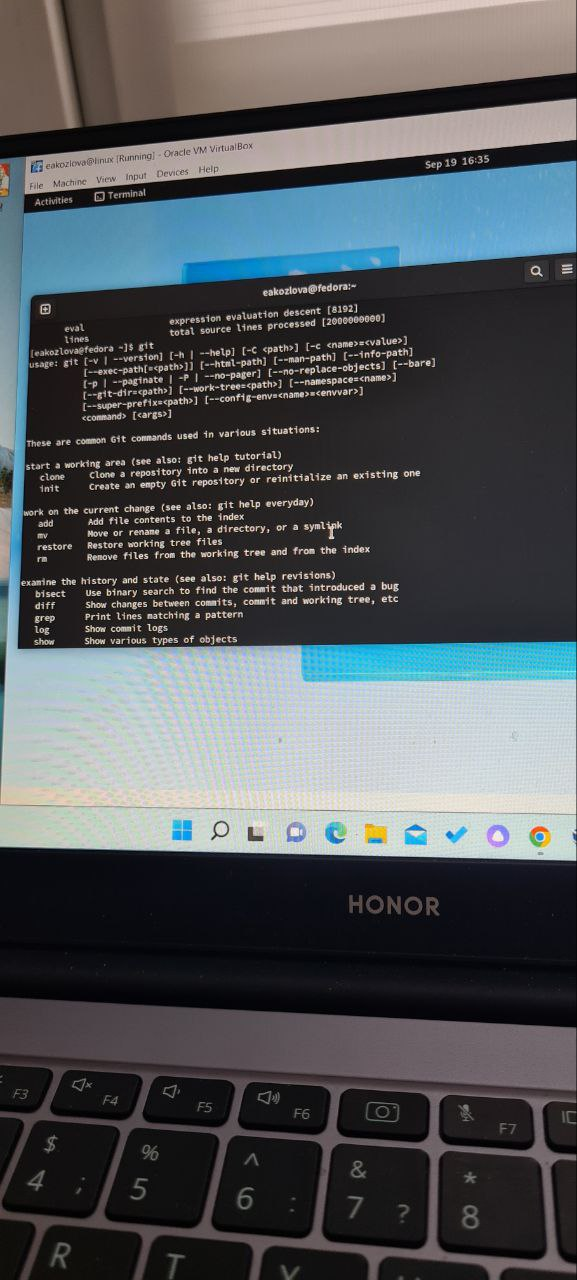 eakozlova@linux [Running] - Oracle VM VirtualBox
File Machine View Input Devices Help
Activities Terminal Sep 19 16:35
eakozlova@fedora:~
eval expression evaluation descent [8192]
lines total source lines processed [2000000000]
[eakozlova@fedora ~]$ git
usage: git [-v | --version] [-h | --help] [-C <path>] [-c <name>=<value>]
[--exec-path[=<path>]] [--html-path] [--man-path] [--info-path]
[-p | --paginate | -P | --no-pager] [--no-replace-objects] [--bare]
[--git-dir=<path>] [--work-tree=<path>] [--namespace=<name>]
[--super-prefix=<path>] [--config-env=<name>=<envvar>]
<command> [<args>]
These are common Git commands used in various situations:
start a working area (see also: git help tutorial)
clone Clone a repository into a new directory
init Create an empty Git repository or reinitialize an existing one
work on the current change (see also: git help everyday)
add Add file contents to the index
mv Move or rename a file, a directory, or a symlink
restore Restore working tree files
rm Remove files from the working tree and from the index
examine the history and state (see also: git help revisions)
bisect Use binary search to find the commit that introduced a bug
diff Show changes between commits, commit and working tree, etc
grep Print lines matching a pattern
log Show commit logs
show Show various types of objects
HONOR
F3 F4 F5 F6 F7
$ % ^ & *
4 ; 5 6 : 7 ? 8
R T Y